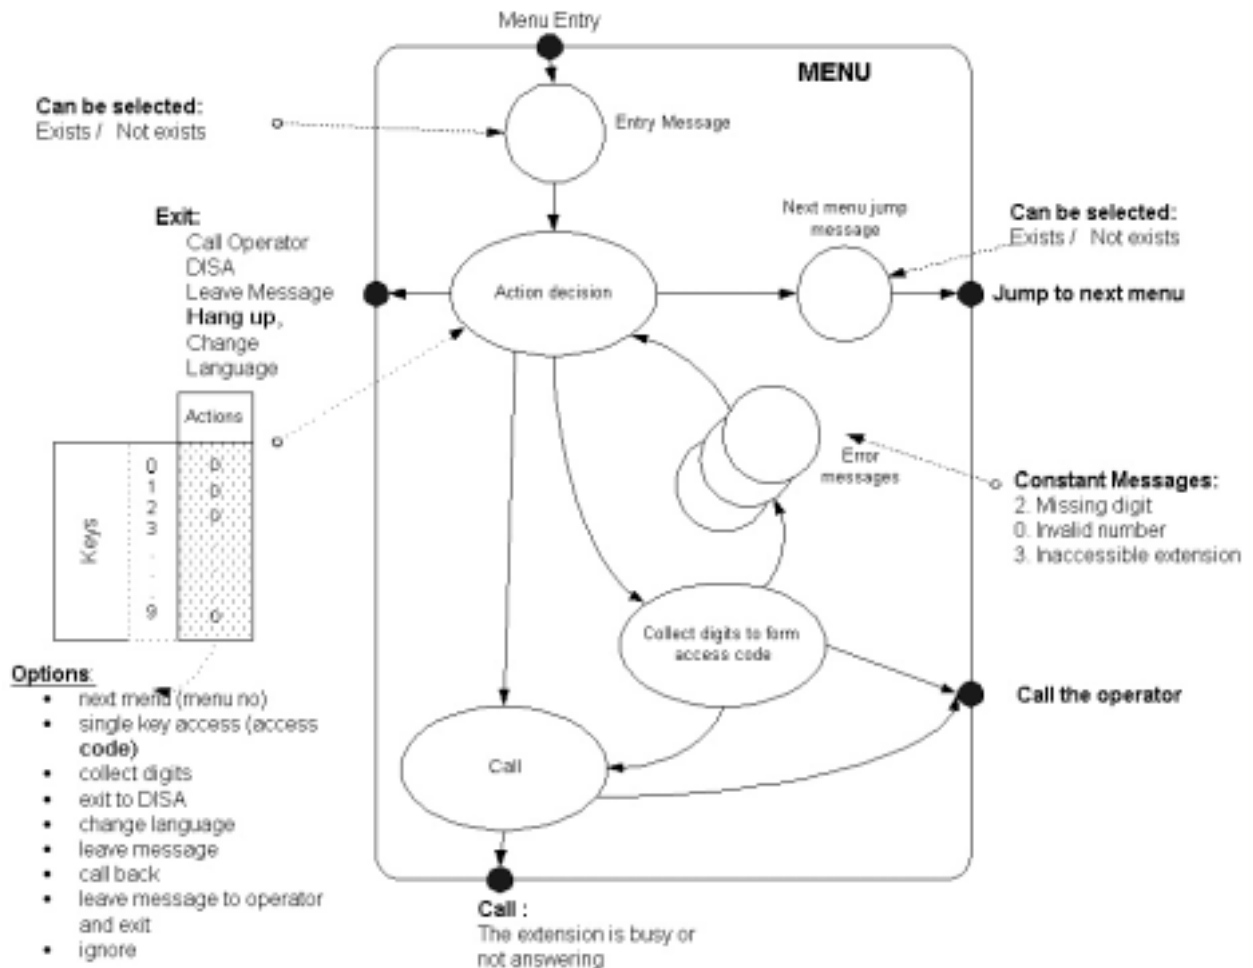 Menu Entry
MENU
Can be selected:
Exists / Not exists
Entry Message
Exit:
Call Operator
DISA
Leave Message
Hang up,
Change
Language
Action decision
Next menu jump
message
Can be selected:
Exists / Not exists
Jump to next menu
Actions
Keys
0
1
2
3
.
.
.
9
0
0
0
0
Error
messages
Constant Messages:
2. Missing digit
0. Invalid number
3. Inaccessible extension
Collect digits to form
access code
Call the operator
Options:
• next menu (menu no)
• single key access (access
code)
• collect digits
• exit to DISA
• change language
• leave message
• call back
• leave message to operator
and exit
• ignore
Call
Call :
The extension is busy or
not answering